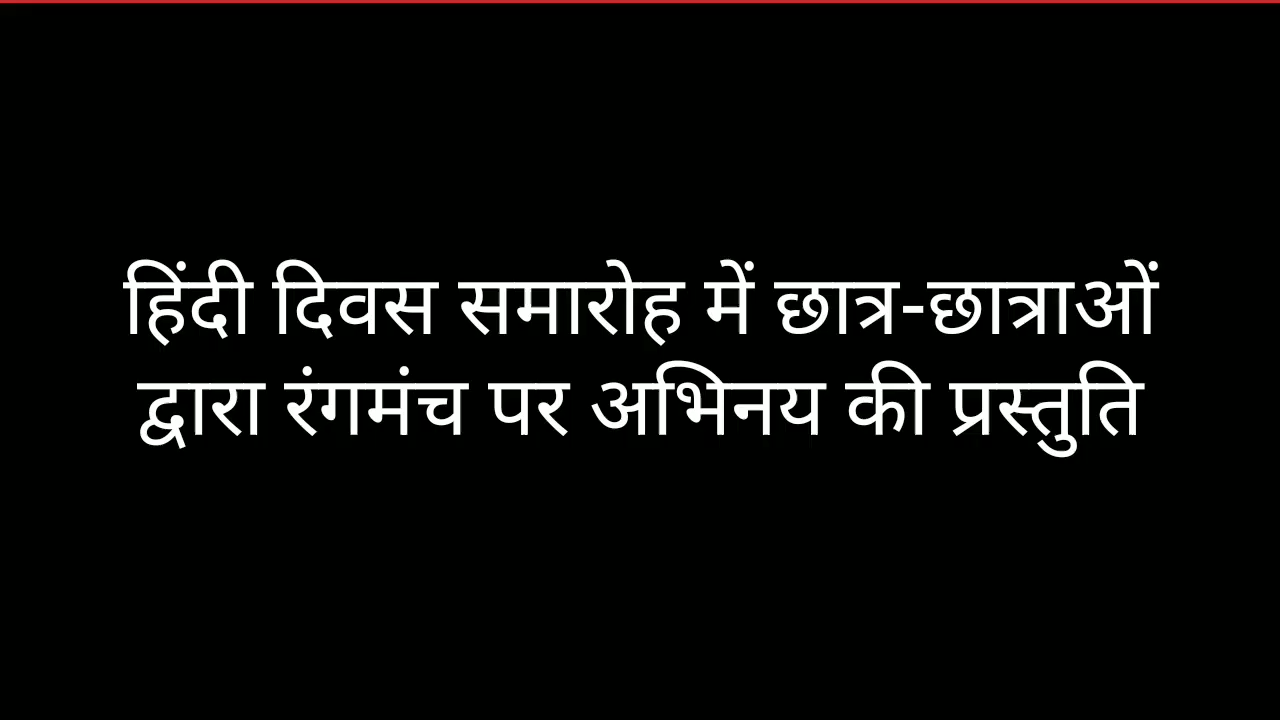 हिंदी दिवस समारोह में छात्र-छात्राओं
द्वारा रंगमंच पर अभिनय की प्रस्तुति